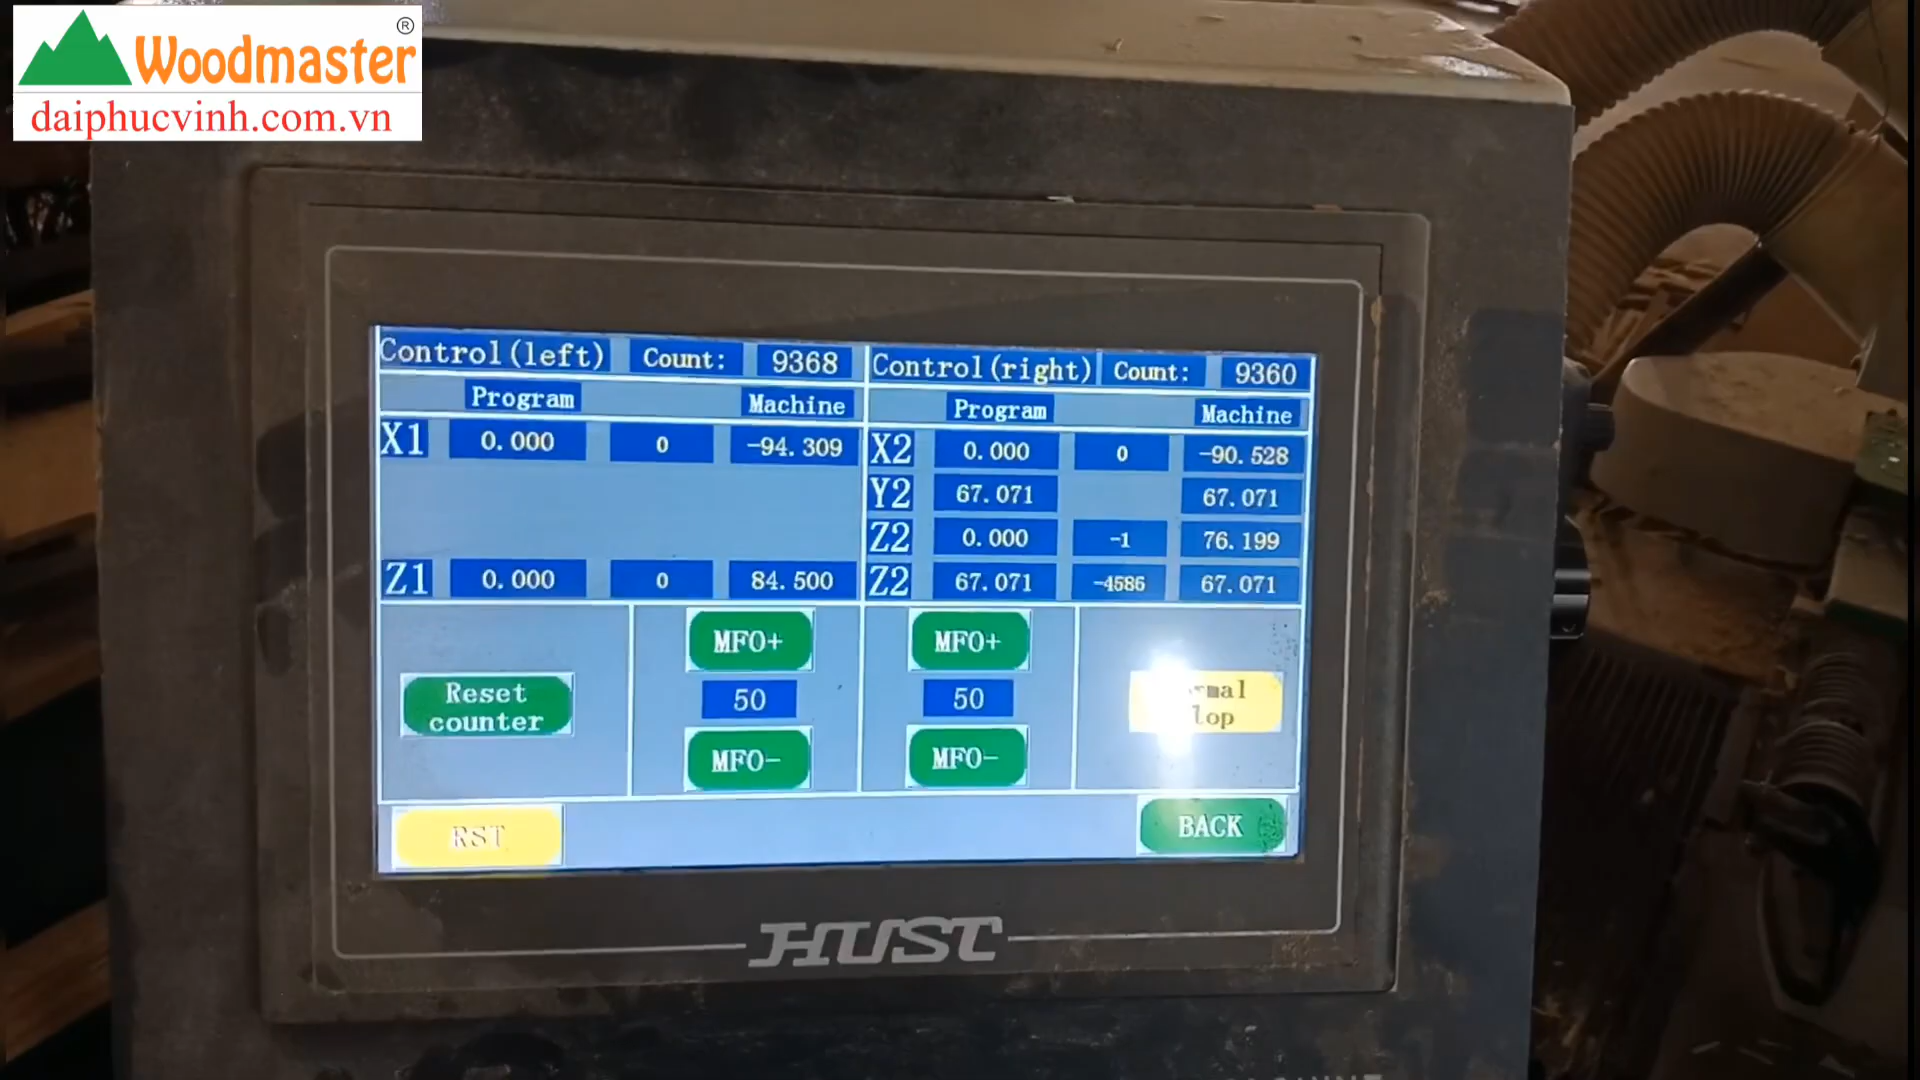 Woodmaster ®
daiphucvinh.com.vn
Control(left) Count: 9368 Control(right) Count: 9360
Program Machine Program Machine
X1 0.000 0 -94.309 X2 0.000 0 -90.528
Y2 67.071 67.071
Z2 0.000 -1 76.199
Z1 0.000 0 84.500 Z2 67.071 -4586 67.071
MFO+ MFO+
Reset
counter
50 50
MFO- MFO-
RST
BACK
HUST